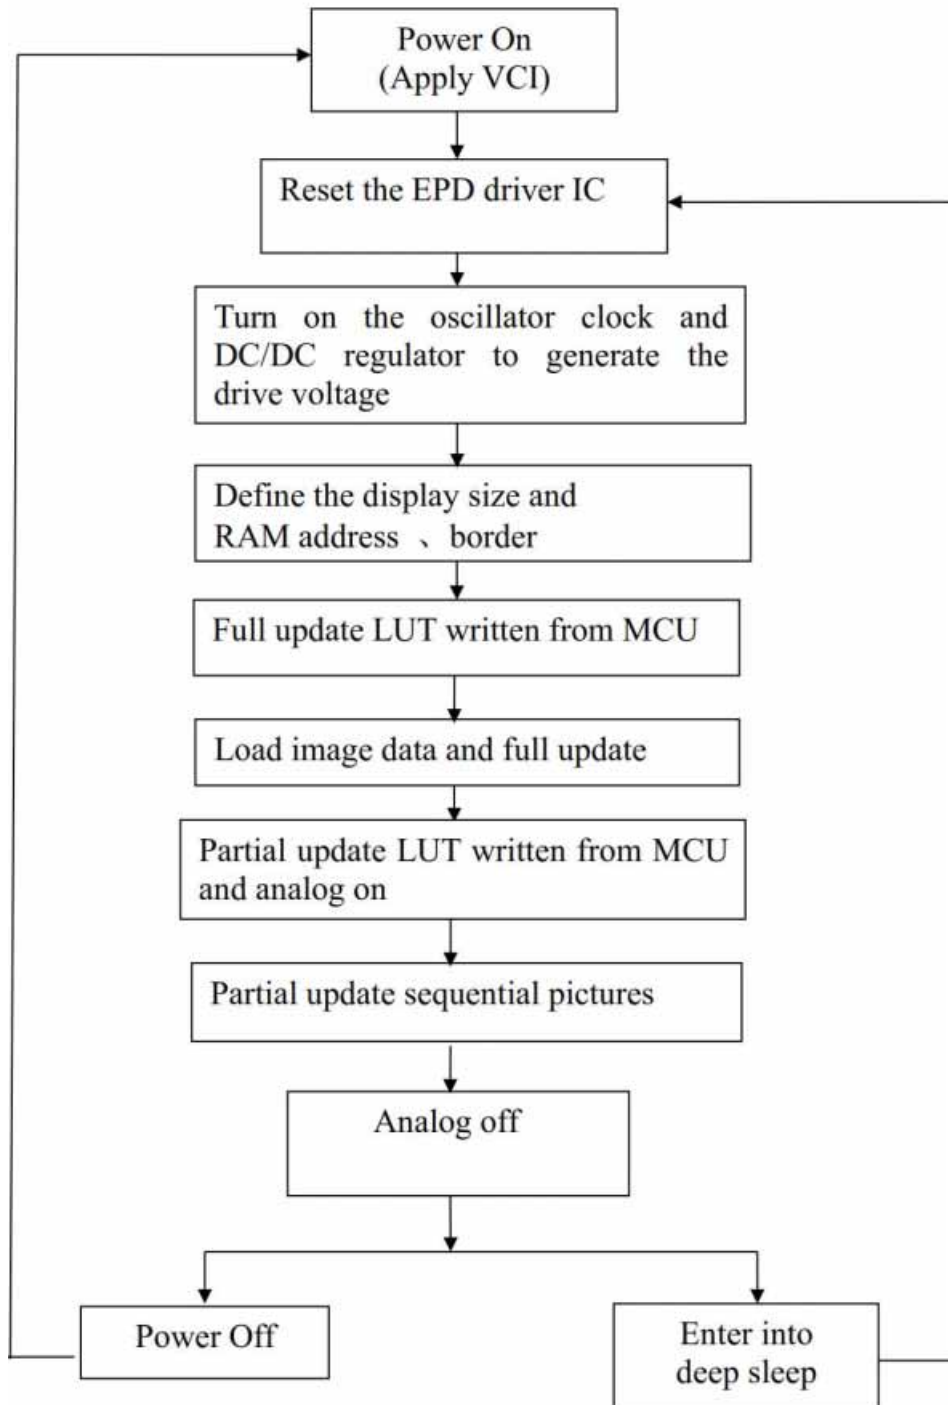 Power On
(Apply VCI)
Reset the EPD driver IC
Turn on the oscillator clock and
DC/DC regulator to generate the
drive voltage
Define the display size and
RAM address 、border
Full update LUT written from MCU
Load image data and full update
Partial update LUT written from MCU
and analog on
Partial update sequential pictures
Analog off
Power Off
Enter into
deep sleep